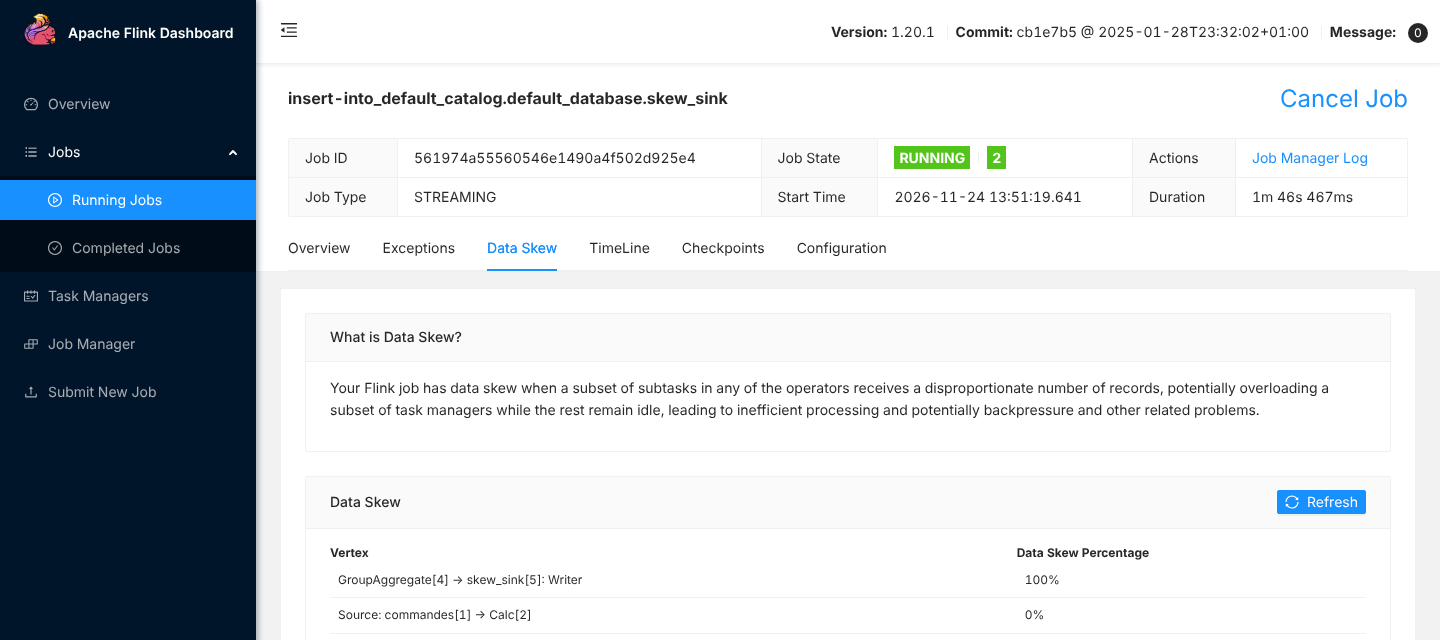 Apache Flink Dashboard
Version: 1.20.1 Commit: cb1e7b5 @ 2025-01-28T23:32:02+01:00 Message: 0
Overview
Jobs
Running Jobs
Completed Jobs
Task Managers
Job Manager
Submit New Job
insert-into_default_catalog.default_database.skew_sink
Cancel Job
Job ID 561974a55560546e1490a4f502d925e4 Job State RUNNING 2 Actions Job Manager Log
Job Type STREAMING Start Time 2026-11-24 13:51:19.641 Duration 1m 46s 467ms
Overview Exceptions Data Skew TimeLine Checkpoints Configuration
What is Data Skew?
Your Flink job has data skew when a subset of subtasks in any of the operators receives a disproportionate number of records, potentially overloading a
subset of task managers while the rest remain idle, leading to inefficient processing and potentially backpressure and other related problems.
Data Skew
Refresh
Vertex Data Skew Percentage
GroupAggregate[4] → skew_sink[5]: Writer 100%
Source: commandes[1] → Calc[2] 0%